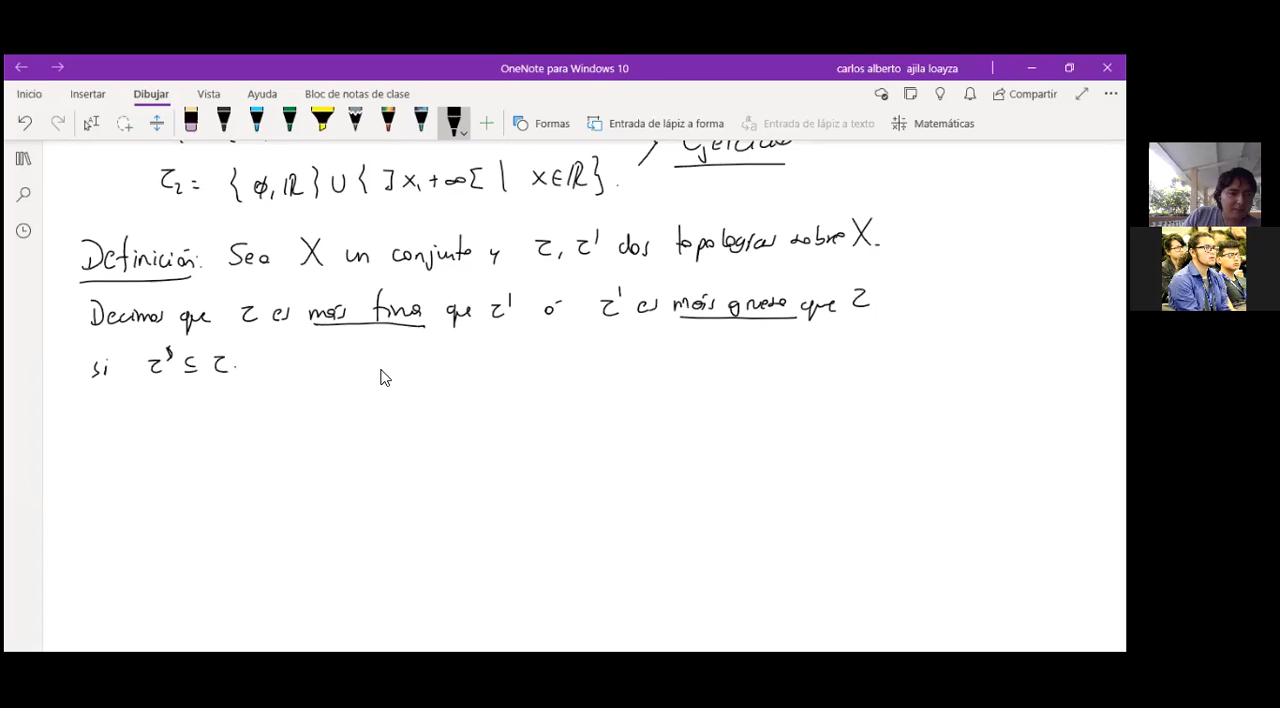 OneNote para Windows 10
carlos alberto ajila loayza
Inicio
Insertar
Dibujar
Vista
Ayuda
Bloc de notas de clase
Compartir
Formas
Entrada de lápiz a forma
Entrada de lápiz a texto
Matemáticas
τ₂ = { ∅, ℝ } ∪ { ]x, +∞[ | x ∈ ℝ }.
Definición: Sea X un conjunto y τ, τ' dos topologías sobre X.
Decimos que τ es más fina que τ' ó τ' es más gruesa que τ
si τ' ⊆ τ.